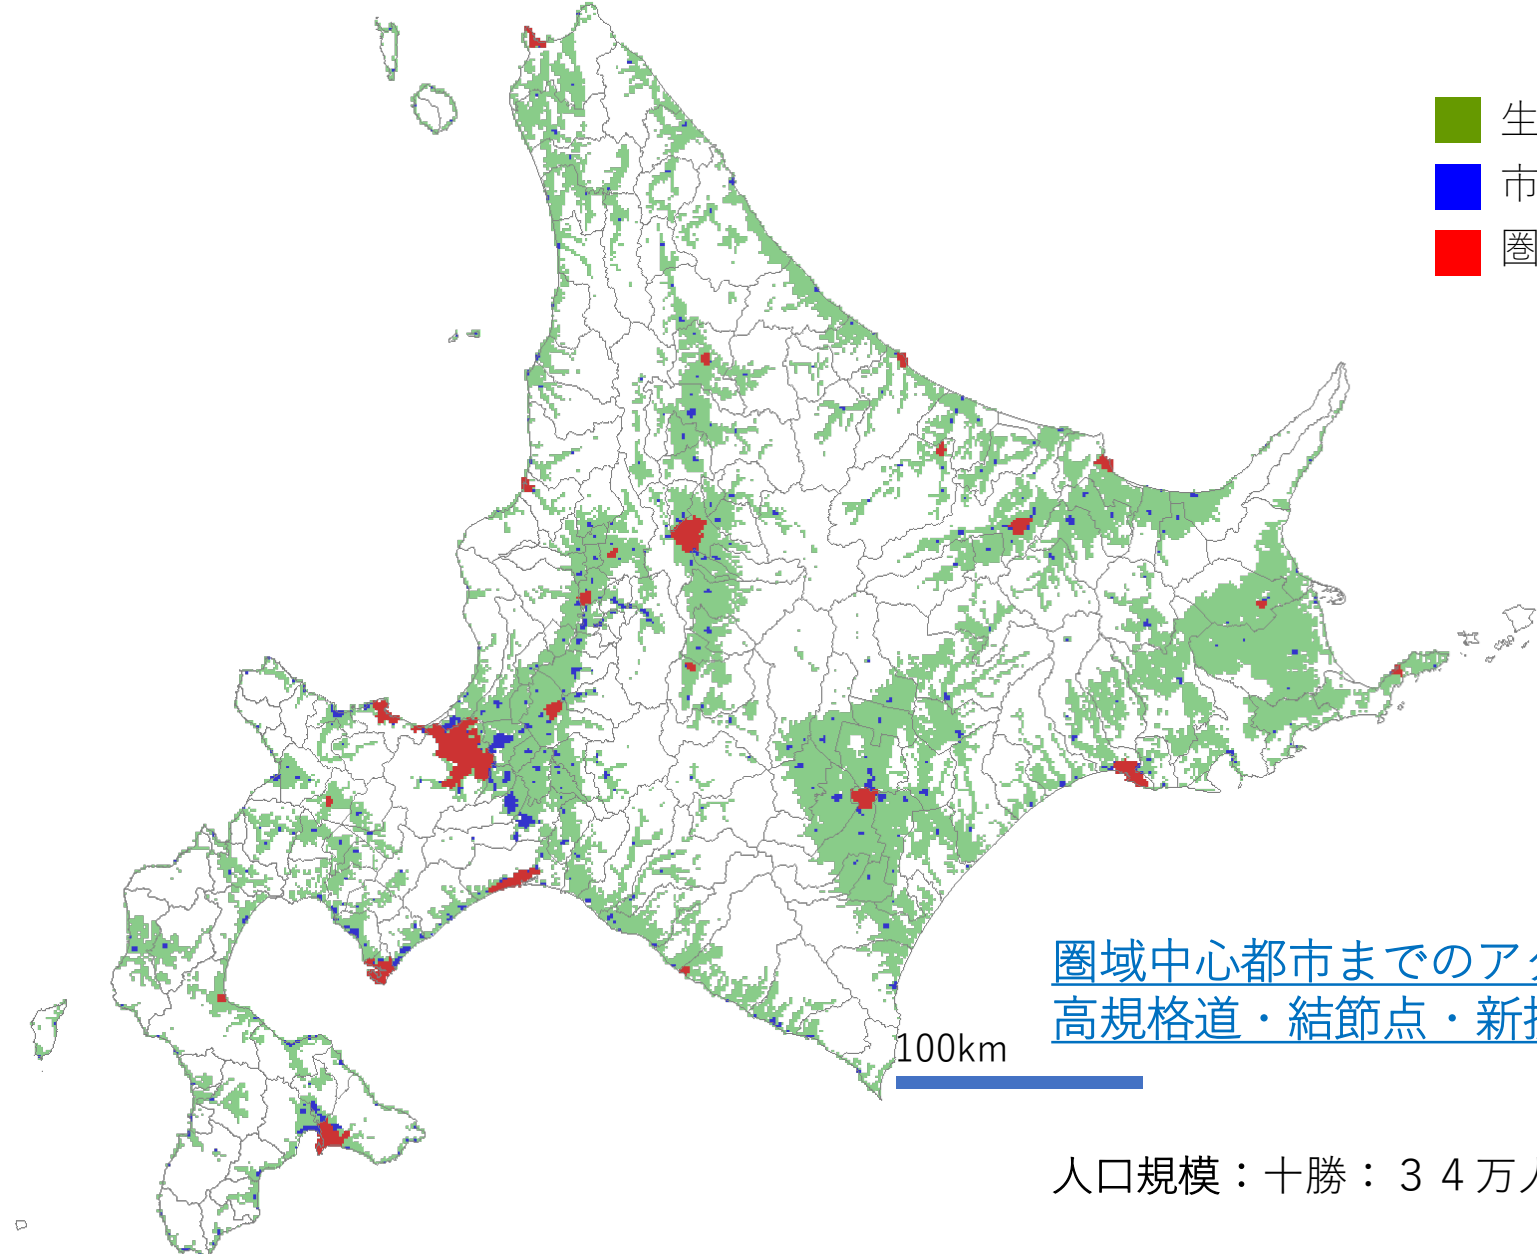 生
市
圏
圏域中心都市までのア
高規格道・結節点・新
100km
人口規模：十勝：３４万